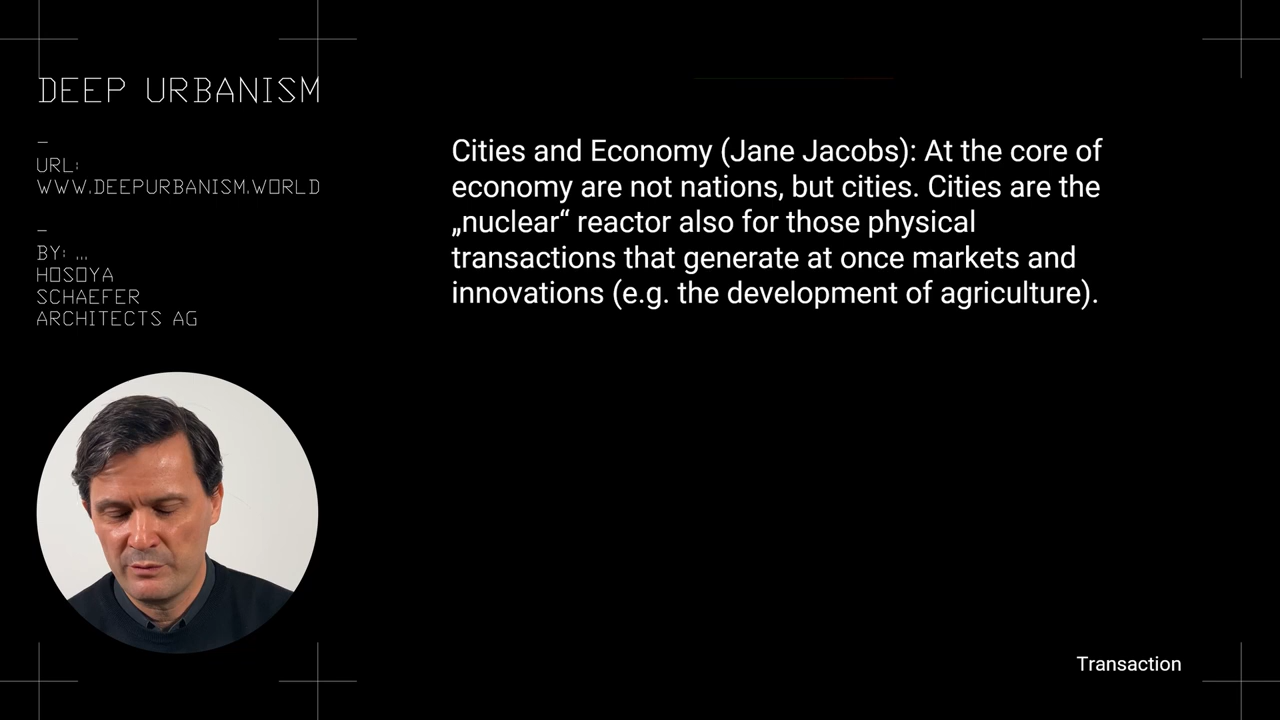 DEEP URBANISM
–
URL:
WWW.DEEPURBANISM.WORLD
–
BY: ...
HOSOYA
SCHAEFER
ARCHITECTS AG
Cities and Economy (Jane Jacobs): At the core of
economy are not nations, but cities. Cities are the
„nuclear“ reactor also for those physical
transactions that generate at once markets and
innovations (e.g. the development of agriculture).
Transaction